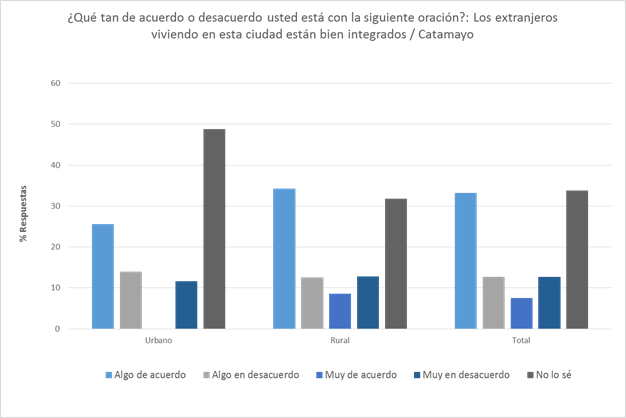 ¿Qué tan de acuerdo o desacuerdo usted está con la siguiente oración?: Los extranjeros
viviendo en esta ciudad están bien integrados / Catamayo
60
50
40
30
20
10
0
% Respuestas
Urbano Rural Total
Algo de acuerdo Algo en desacuerdo Muy de acuerdo Muy en desacuerdo No lo sé